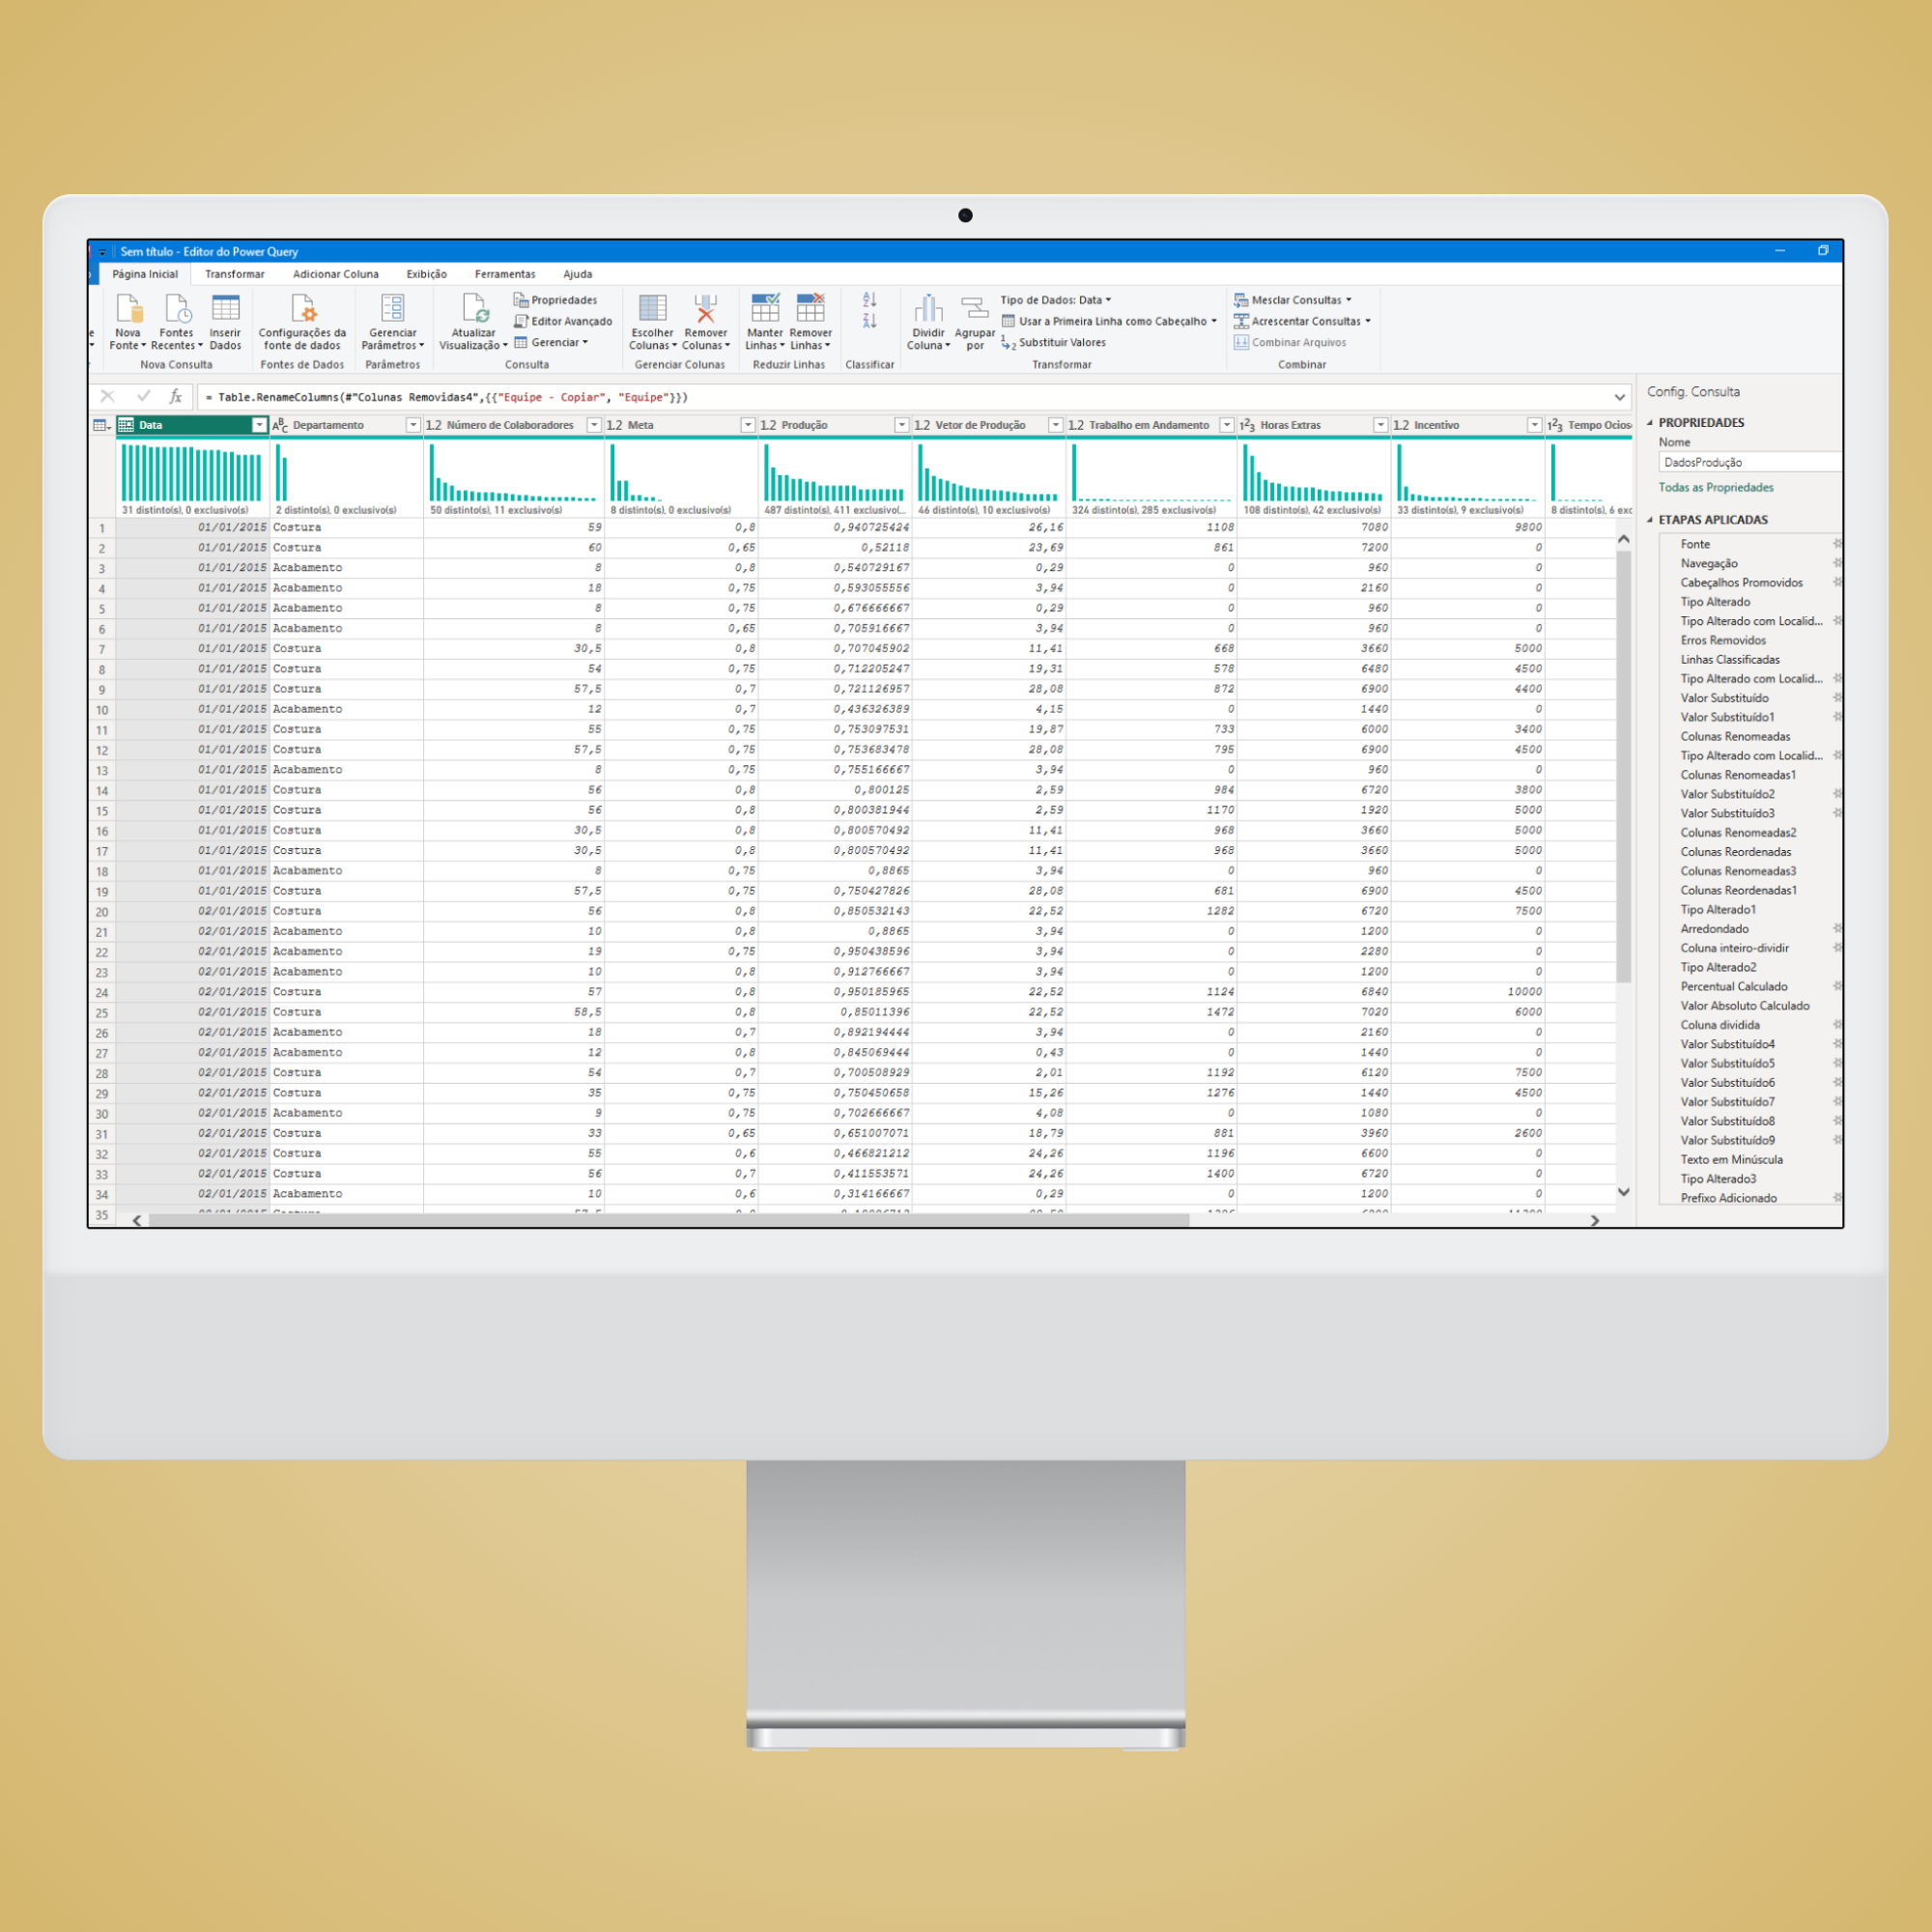 Sem título - Editor do Power Query
Página Inicial Transformar Adicionar Coluna Exibição Ferramentas Ajuda
Nova Fonte Fontes Recentes Inserir Dados
Nova Consulta
Configurações da fonte de dados
Fontes de Dados
Gerenciar Parâmetros
Parâmetros
Atualizar Visualização
Propriedades
Editor Avançado
Gerenciar
Consulta
Escolher Colunas Remover Colunas
Gerenciar Colunas
Manter Linhas Remover Linhas
Reduzir Linhas
Classificar
Dividir Coluna Agrupar por
Tipo de Dados: Data
Usar a Primeira Linha como Cabeçalho
Substituir Valores
Transformar
Mesclar Consultas
Acrescentar Consultas
Combinar Arquivos
Combinar
= Table.RenameColumns(#"Colunas Removidas4",{{"Equipe - Copiar", "Equipe"}})
Data ABC Departamento 1.2 Número de Colaboradores 1.2 Meta 1.2 Produção 1.2 Vetor de Produção 1.2 Trabalho em Andamento 123 Horas Extras 1.2 Incentivo 123 Tempo
31 distinto(s), 0 exclusivo(s) 2 distinto(s), 0 exclusivo(s) 50 distinto(s), 11 exclusivo(s) 8 distinto(s), 0 exclusivo(s) 487 distinto(s), 411 exclusivo... 46 distinto(s), 10 exclusivo(s) 324 distinto(s), 285 exclusivo(s) 108 distinto(s), 42 exclusivo(s) 33 distinto(s), 9 exclusivo(s) 8 distinto(s), 6
1 01/01/2015 Costura 59 0,8 0,940725424 26,16 1108 7080 9800
2 01/01/2015 Costura 60 0,65 0,52118 23,69 861 7200 0
3 01/01/2015 Acabamento 8 0,8 0,540729167 0,29 0 960 0
4 01/01/2015 Acabamento 18 0,75 0,593055556 3,94 0 2160 0
5 01/01/2015 Acabamento 8 0,75 0,676666667 0,29 0 960 0
6 01/01/2015 Acabamento 8 0,65 0,705916667 3,94 0 960 0
7 01/01/2015 Costura 30,5 0,8 0,707045902 11,41 668 3660 5000
8 01/01/2015 Costura 54 0,75 0,712205247 19,31 578 6480 4500
9 01/01/2015 Costura 57,5 0,7 0,721126957 28,08 872 6900 4400
10 01/01/2015 Acabamento 12 0,7 0,436326389 4,15 0 1440 0
11 01/01/2015 Costura 55 0,75 0,753097531 19,87 733 6000 3400
12 01/01/2015 Costura 57,5 0,75 0,753683478 28,08 795 6900 4500
13 01/01/2015 Acabamento 8 0,75 0,755166667 3,94 0 960 0
14 01/01/2015 Costura 56 0,8 0,800125 2,59 984 6720 3800
15 01/01/2015 Costura 56 0,8 0,800381944 2,59 1170 1920 5000
16 01/01/2015 Costura 30,5 0,8 0,800570492 11,41 968 3660 5000
17 01/01/2015 Costura 30,5 0,8 0,800570492 11,41 968 3660 5000
18 01/01/2015 Acabamento 8 0,75 0,8865 3,94 0 960 0
19 01/01/2015 Costura 57,5 0,75 0,750427826 28,08 681 6900 4500
20 02/01/2015 Costura 56 0,8 0,850532143 22,52 1282 6720 7500
21 02/01/2015 Acabamento 10 0,8 0,8865 3,94 0 1200 0
22 02/01/2015 Acabamento 19 0,75 0,950438596 3,94 0 2280 0
23 02/01/2015 Acabamento 10 0,8 0,912766667 3,94 0 1200 0
24 02/01/2015 Costura 57 0,8 0,950185965 22,52 1124 6840 10000
25 02/01/2015 Costura 58,5 0,8 0,85011396 22,52 1472 7020 6000
26 02/01/2015 Acabamento 18 0,7 0,892194444 3,94 0 2160 0
27 02/01/2015 Acabamento 12 0,8 0,845069444 0,43 0 1440 0
28 02/01/2015 Costura 54 0,7 0,700508929 2,01 1192 6120 7500
29 02/01/2015 Costura 35 0,75 0,750450658 15,26 1276 1440 4500
30 02/01/2015 Acabamento 9 0,75 0,702666667 4,08 0 1080 0
31 02/01/2015 Costura 33 0,65 0,651007071 18,79 881 3960 2600
32 02/01/2015 Costura 55 0,6 0,466821212 24,26 1196 6600 0
33 02/01/2015 Costura 56 0,7 0,411553571 24,26 1400 6720 0
34 02/01/2015 Acabamento 10 0,6 0,314166667 0,29 0 1200 0
35
Config. Consulta
PROPRIEDADES
Nome
DadosProdução
Todas as Propriedades
ETAPAS APLICADAS
Fonte
Navegação
Cabeçalhos Promovidos
Tipo Alterado
Tipo Alterado com Localid...
Erros Removidos
Linhas Classificadas
Tipo Alterado com Localid...
Valor Substituído
Valor Substituído1
Colunas Renomeadas
Tipo Alterado com Localid...
Colunas Renomeadas1
Valor Substituído2
Valor Substituído3
Colunas Renomeadas2
Colunas Reordenadas
Colunas Renomeadas3
Colunas Reordenadas1
Tipo Alterado1
Arredondado
Coluna inteiro-dividir
Tipo Alterado2
Percentual Calculado
Valor Absoluto Calculado
Coluna dividida
Valor Substituído4
Valor Substituído5
Valor Substituído6
Valor Substituído7
Valor Substituído8
Valor Substituído9
Texto em Minúscula
Tipo Alterado3
Prefixo Adicionado